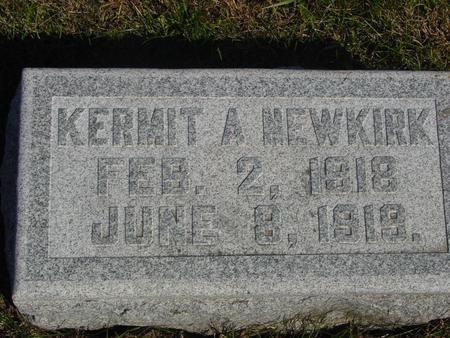 KERMIT A NEWKIRK
FEB. 2, 1918
JUNE 8, 1919.